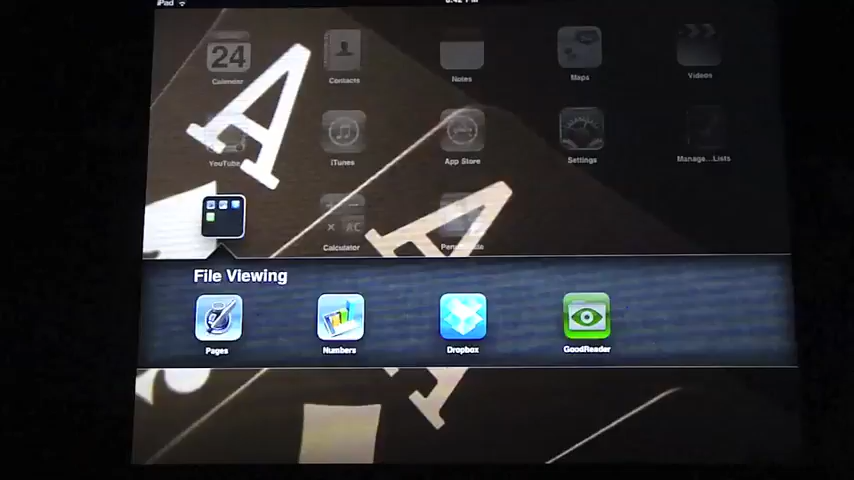 iPad
24
Calendar
Contacts
Notes
Maps
Videos
YouTube
iTunes
App Store
Settings
Manage...Lists
Calculator
File Viewing
Pages
Numbers
Dropbox
GoodReader
A
A